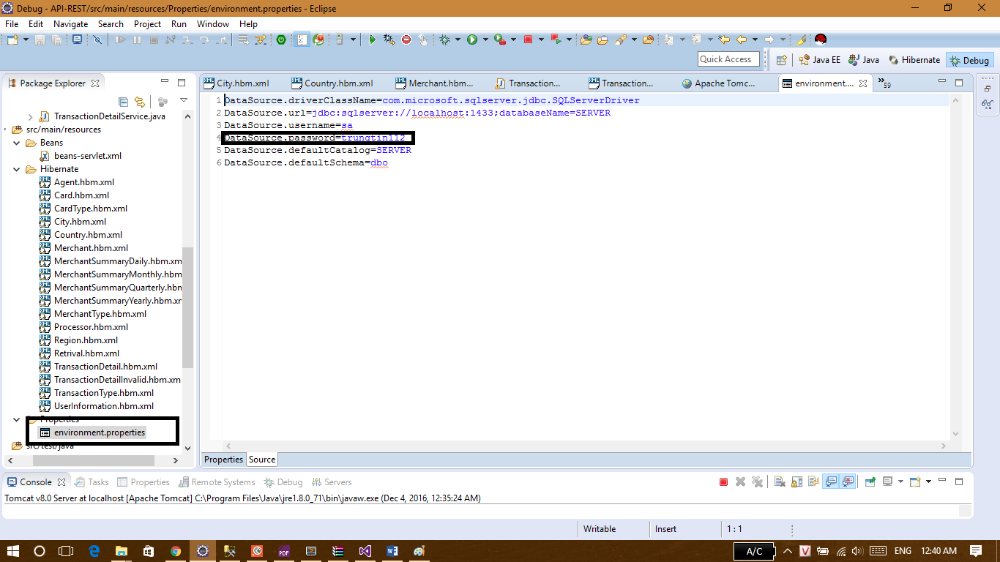 Debug - API-REST/src/main/resources/Properties/environment.properties - Eclipse
File Edit Navigate Search Project Run Window Help
Quick Access Java EE Java Hibernate Debug
Package Explorer
TransactionDetailService.java
src/main/resources
Beans
beans-servlet.xml
Hibernate
Agent.hbm.xml
Card.hbm.xml
CardType.hbm.xml
City.hbm.xml
Country.hbm.xml
Merchant.hbm.xml
MerchantSummaryDaily.hbm.xm
MerchantSummaryMonthly.hbm
MerchantSummaryQuarterly.hbn
MerchantSummaryYearly.hbm.xr
MerchantType.hbm.xml
Processor.hbm.xml
Region.hbm.xml
Retrival.hbm.xml
TransactionDetail.hbm.xml
TransactionDetailInvalid.hbm.xm
TransactionType.hbm.xml
UserInformation.hbm.xml
Properties
environment.properties
src/test/java
City.hbm.xml Country.hbm.xml Merchant.hbm... Transaction... Transaction... Apache Tomc... environment.... 59
1 DataSource.driverClassName=com.microsoft.sqlserver.jdbc.SQLServerDriver
2 DataSource.url=jdbc:sqlserver://localhost:1433;databaseName=SERVER
3 DataSource.username=sa
4 DataSource.password=trungtin112
5 DataSource.defaultCatalog=SERVER
6 DataSource.defaultSchema=dbo
Properties Source
Console Tasks Properties Remote Systems Debug Servers
Tomcat v8.0 Server at localhost [Apache Tomcat] C:\Program Files\Java\jre1.8.0_71\bin\javaw.exe (Dec 4, 2016, 12:35:24 AM)
Writable Insert 1 : 1
A/C ENG 12:40 AM